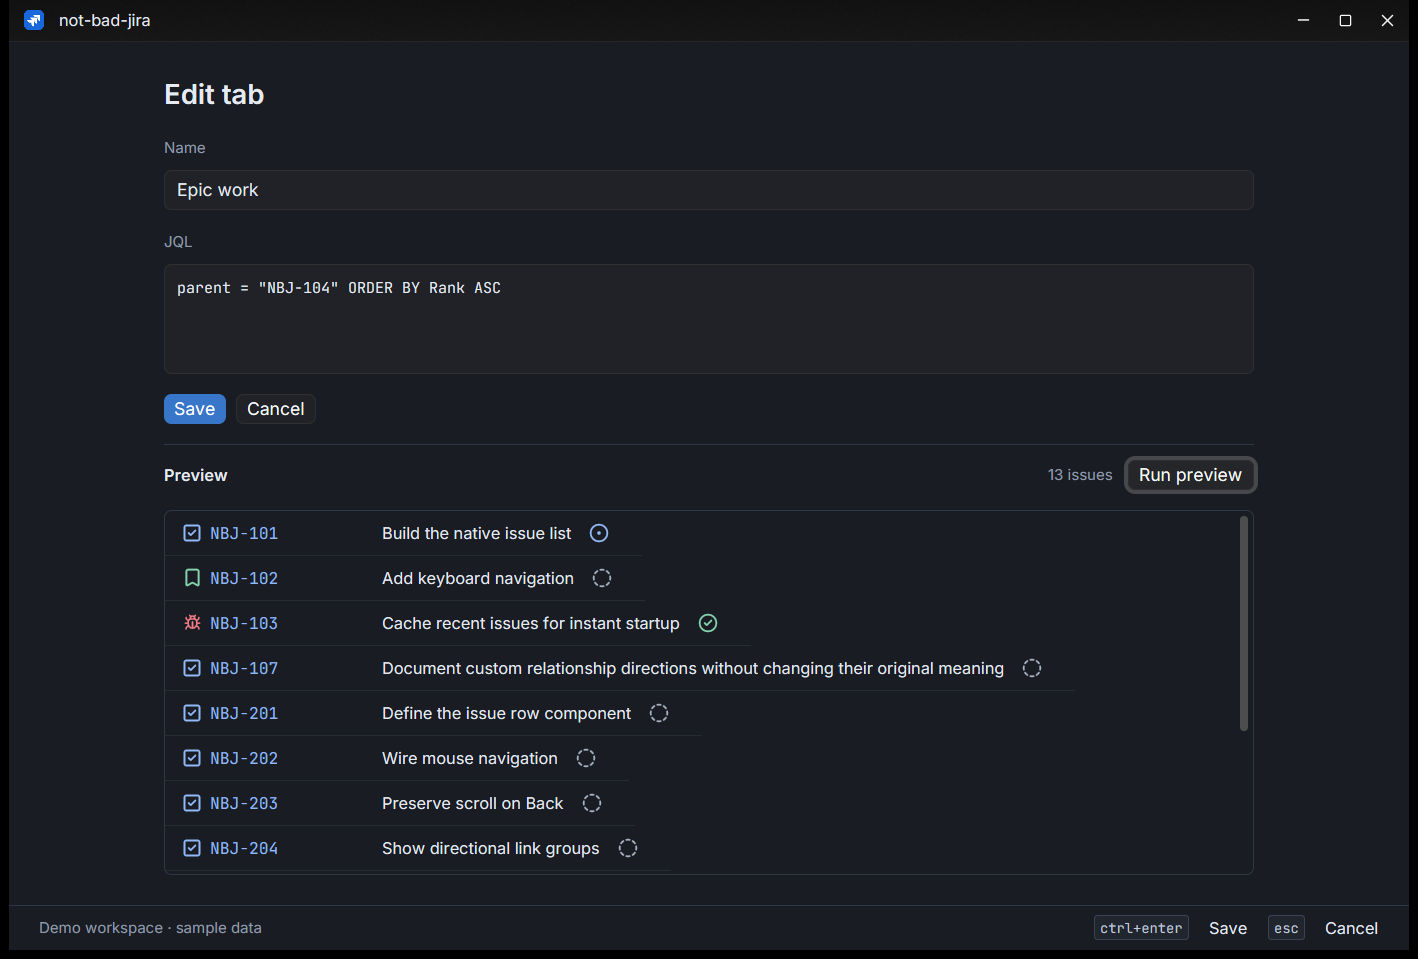 not-bad-jira
Edit tab
Name
Epic work
JQL
parent = "NBJ-104" ORDER BY Rank ASC
Save Cancel
Preview 13 issues Run preview
NBJ-101 Build the native issue list
NBJ-102 Add keyboard navigation
NBJ-103 Cache recent issues for instant startup
NBJ-107 Document custom relationship directions without changing their original meaning
NBJ-201 Define the issue row component
NBJ-202 Wire mouse navigation
NBJ-203 Preserve scroll on Back
NBJ-204 Show directional link groups
Demo workspace · sample data ctrl+enter Save esc Cancel